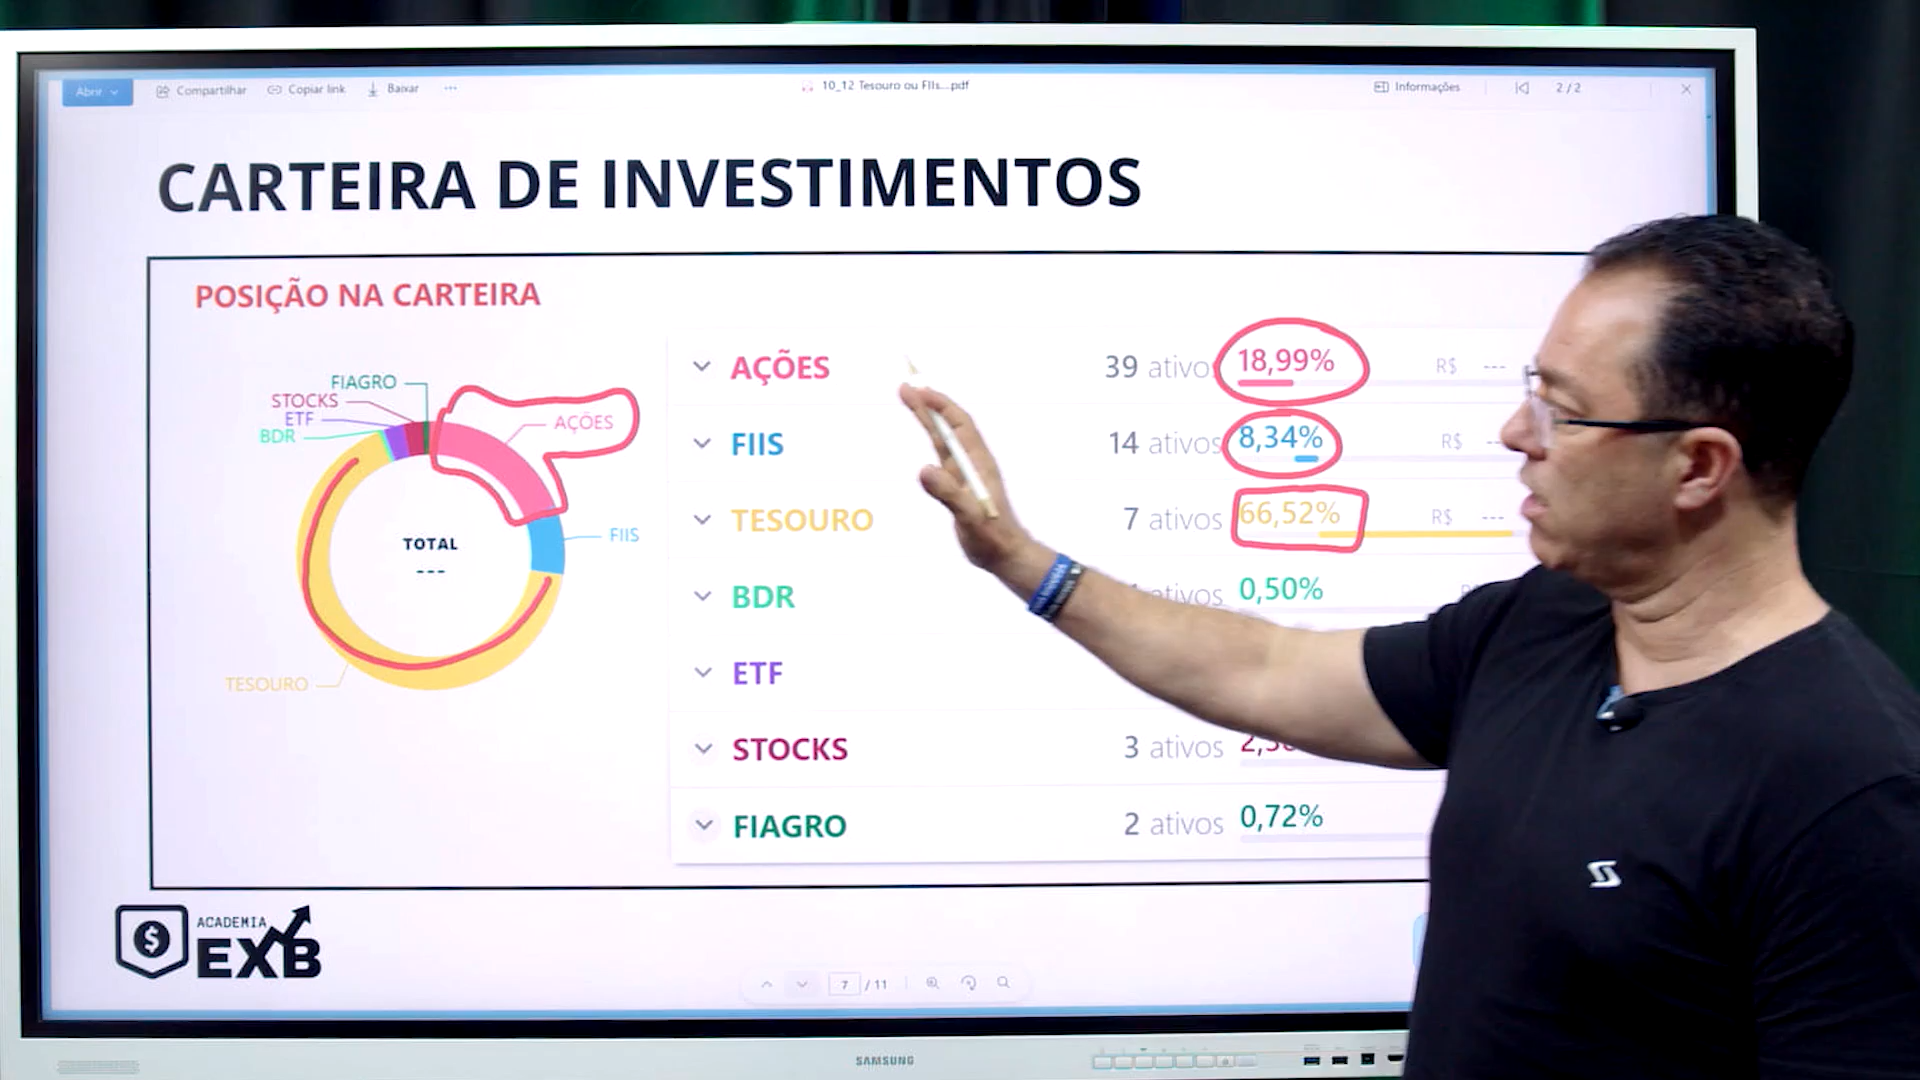 Abrir
Compartilhar
Copiar link
Baixar
10_12 Tesouro ou FIIs...pdf
Informações
2/2
CARTEIRA DE INVESTIMENTOS
POSIÇÃO NA CARTEIRA
FIAGRO
STOCKS
ETF
BDR
AÇÕES
FIIS
TESOURO
TOTAL
---
AÇÕES 39 ativos 18,99% R$ ---
FIIS 14 ativos 8,34% R$
TESOURO 7 ativos 66,52% R$ ---
BDR ativos 0,50%
ETF
STOCKS 3 ativos
FIAGRO 2 ativos 0,72%
ACADEMIA
EXB
7 / 11
SAMSUNG